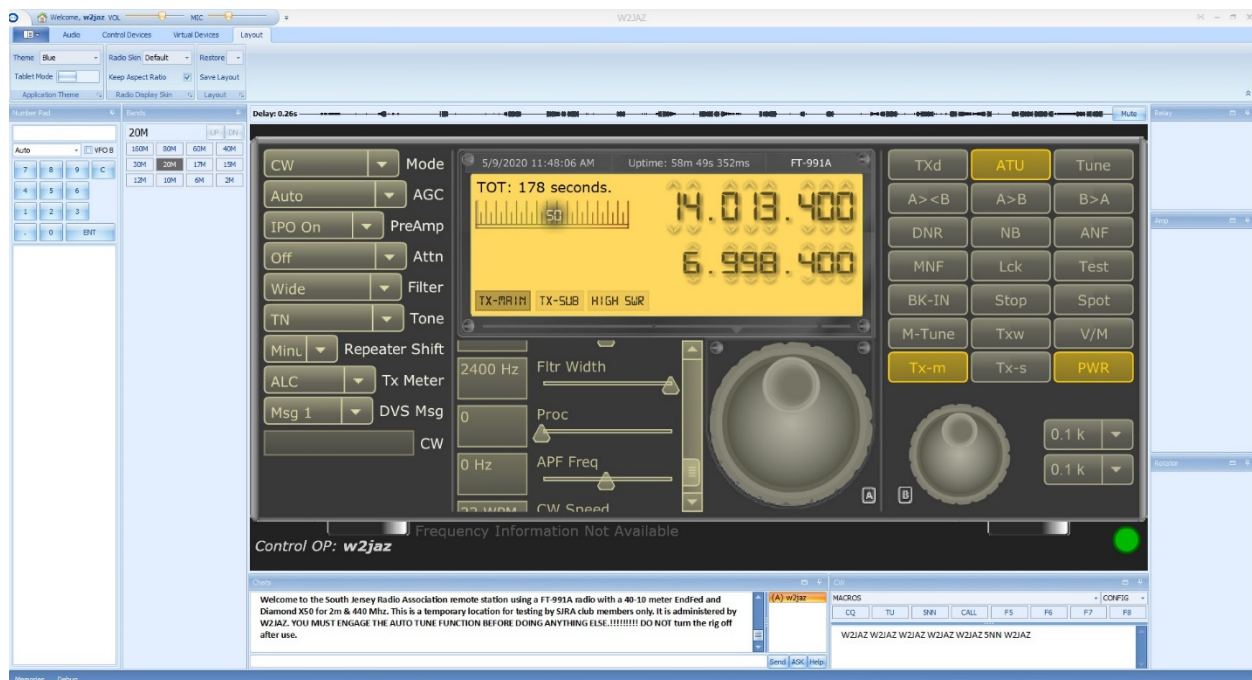 Welcome, w2jaz VOL MIC
W2JAZ
Audio Control Devices Virtual Devices Layout
Theme Blue Radio Skin Default Restore
Tablet Mode Keep Aspect Ratio Save Layout
Application Theme Radio Display Skin Layout
Number Pad Bands Delay: 0.26s Mute Relay
20M UP DN
Auto VFO B 160M 80M 60M 40M
7 8 9 C 30M 20M 17M 15M
4 5 6 12M 10M 6M 2M
1 2 3
. 0 ENT
CW Mode
Auto AGC
IPO On PreAmp
Off Attn
Wide Filter
TN Tone
Minu Repeater Shift
ALC Tx Meter
Msg 1 DVS Msg
CW
5/9/2020 11:48:06 AM Uptime: 58m 49s 352ms FT-991A
TOT: 178 seconds.
50
14.013.400
6.998.400
TX-MAIN TX-SUB HIGH SWR
2400 Hz Fltr Width
0 Proc
0 Hz APF Freq
22 WPM CW Speed
A B
TXd ATU Tune
A><B A>B B>A
DNR NB ANF
MNF Lck Test
BK-IN Stop Spot
M-Tune Txw V/M
Tx-m Tx-s PWR
0.1 k
0.1 k
Amp
Rotator
Frequency Information Not Available
Control OP: w2jaz
Chats
Welcome to the South Jersey Radio Association remote station using a FT-991A radio with a 40-10 meter EndFed and
Diamond X50 for 2m & 440 Mhz. This is a temporary location for testing by SJRA club members only. It is administered by
W2JAZ. YOU MUST ENGAGE THE AUTO TUNE FUNCTION BEFORE DOING ANYTHING ELSE.!!!!!!!!! DO NOT turn the rig off
after use.
(A) w2jaz
Send ASK Help
CW
MACROS CONFIG
CQ TU 5NN CALL F5 F6 F7 F8
W2JAZ W2JAZ W2JAZ W2JAZ W2JAZ 5NN W2JAZ
Memories Debug